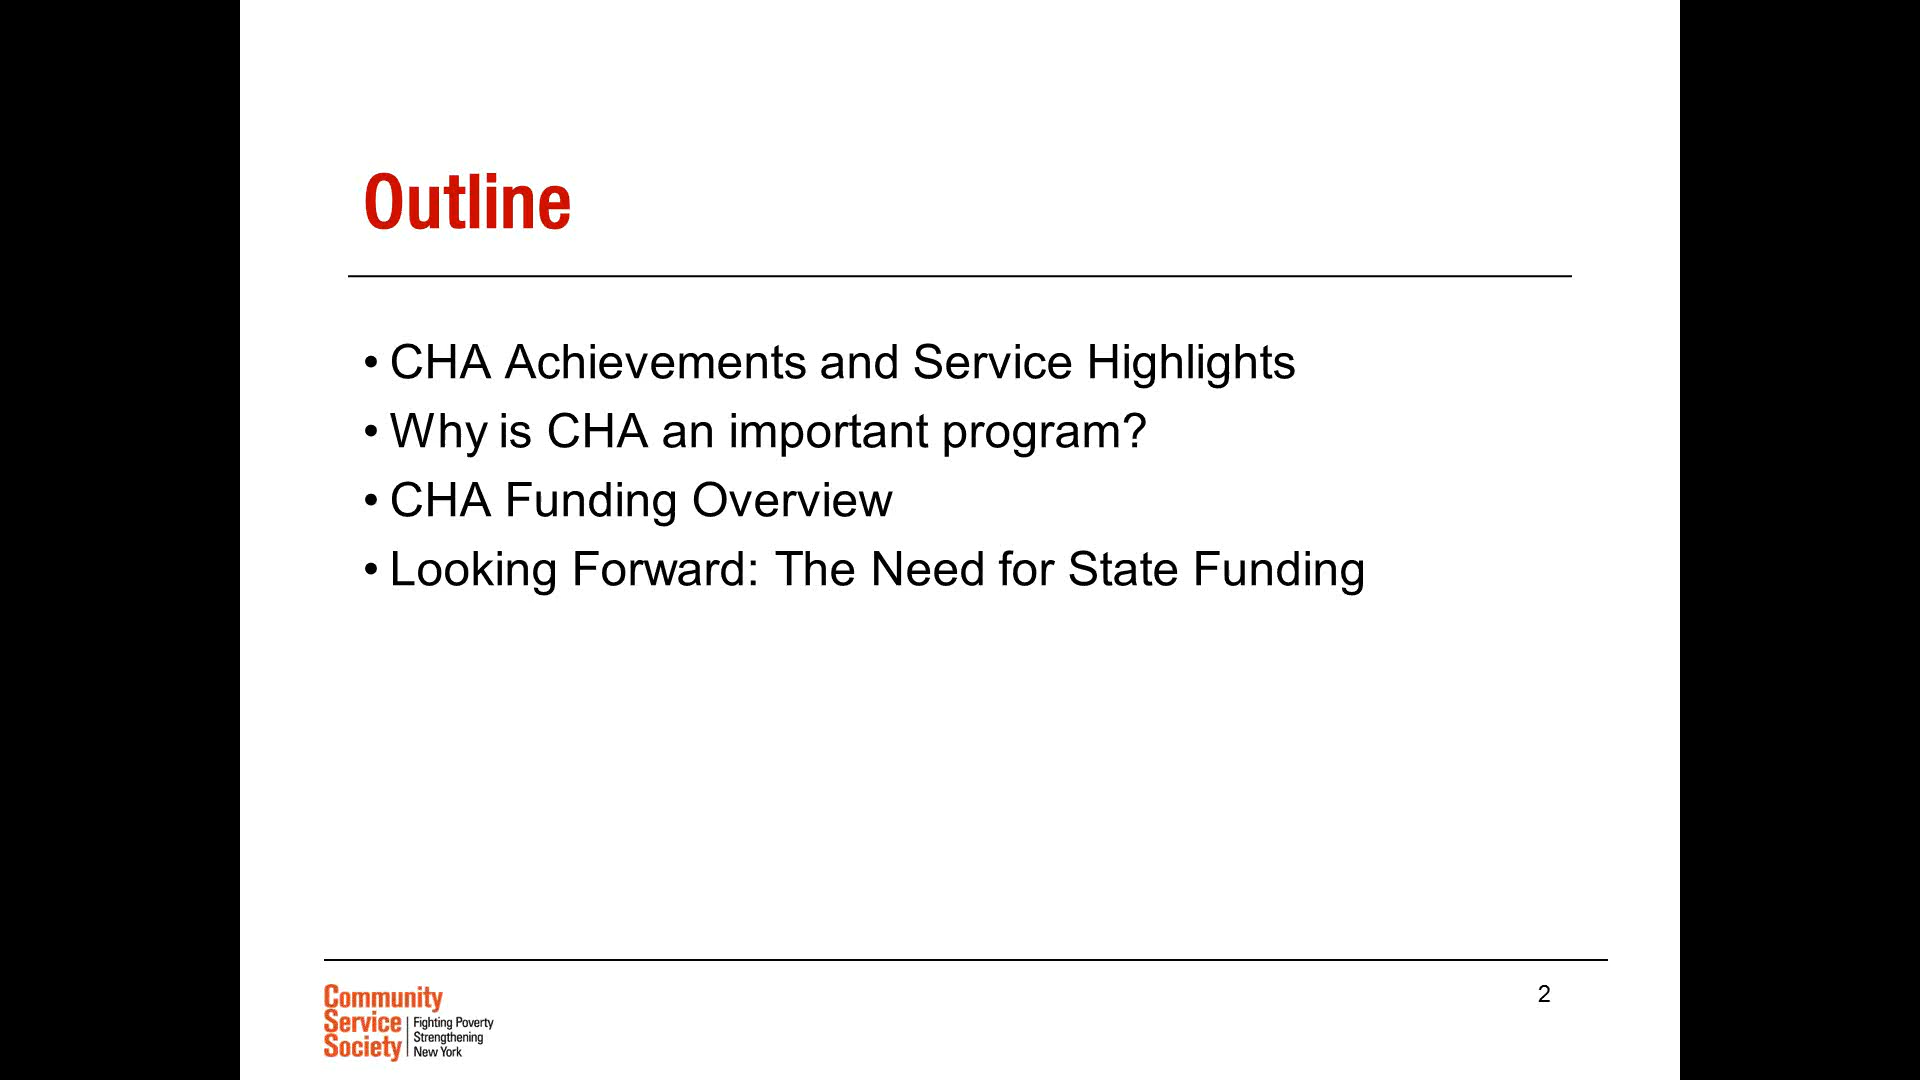 Outline
• CHA Achievements and Service Highlights
• Why is CHA an important program?
• CHA Funding Overview
• Looking Forward: The Need for State Funding
Community
Service
Society
Fighting Poverty
Strengthening
New York
2